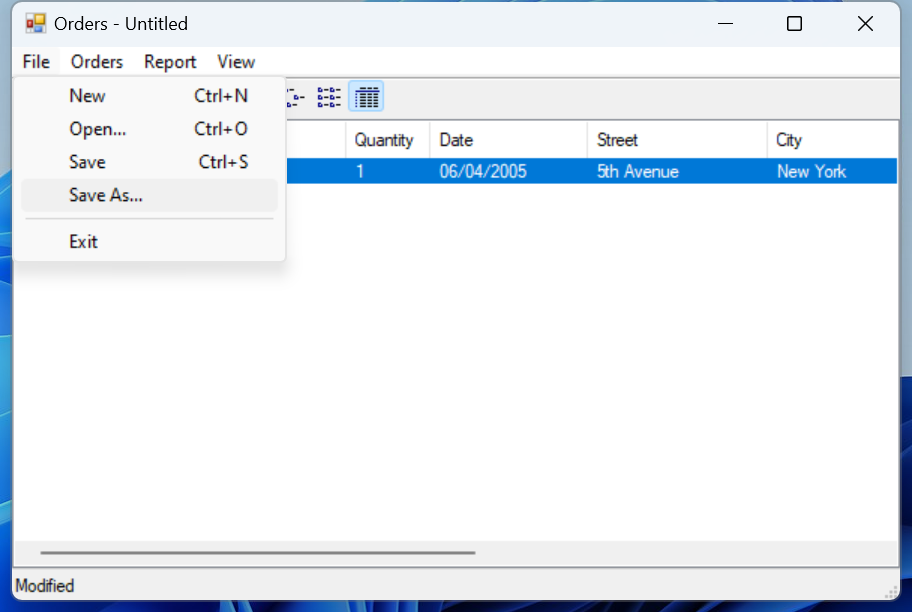 Orders - Untitled
File Orders Report View
New Ctrl+N
Open... Ctrl+O
Save Ctrl+S
Save As...
Exit
Quantity Date Street City
1 06/04/2005 5th Avenue New York
Modified